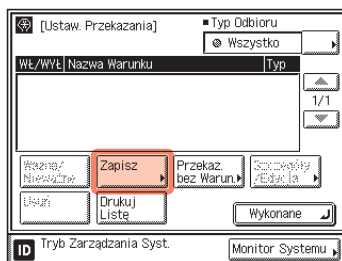 [Ustaw. Przekazania]
▪Typ Odbioru
Wszystko
WŁ/WYŁ Nazwa Warunku Typ
1/1
Ważne/
Nieważne
Zapisz
Przekaz.
bez Warun.
Szczegóły
/Edycja
Usuń
Drukuj
Listę
Wykonane
ID Tryb Zarządzania Syst.
Monitor Systemu